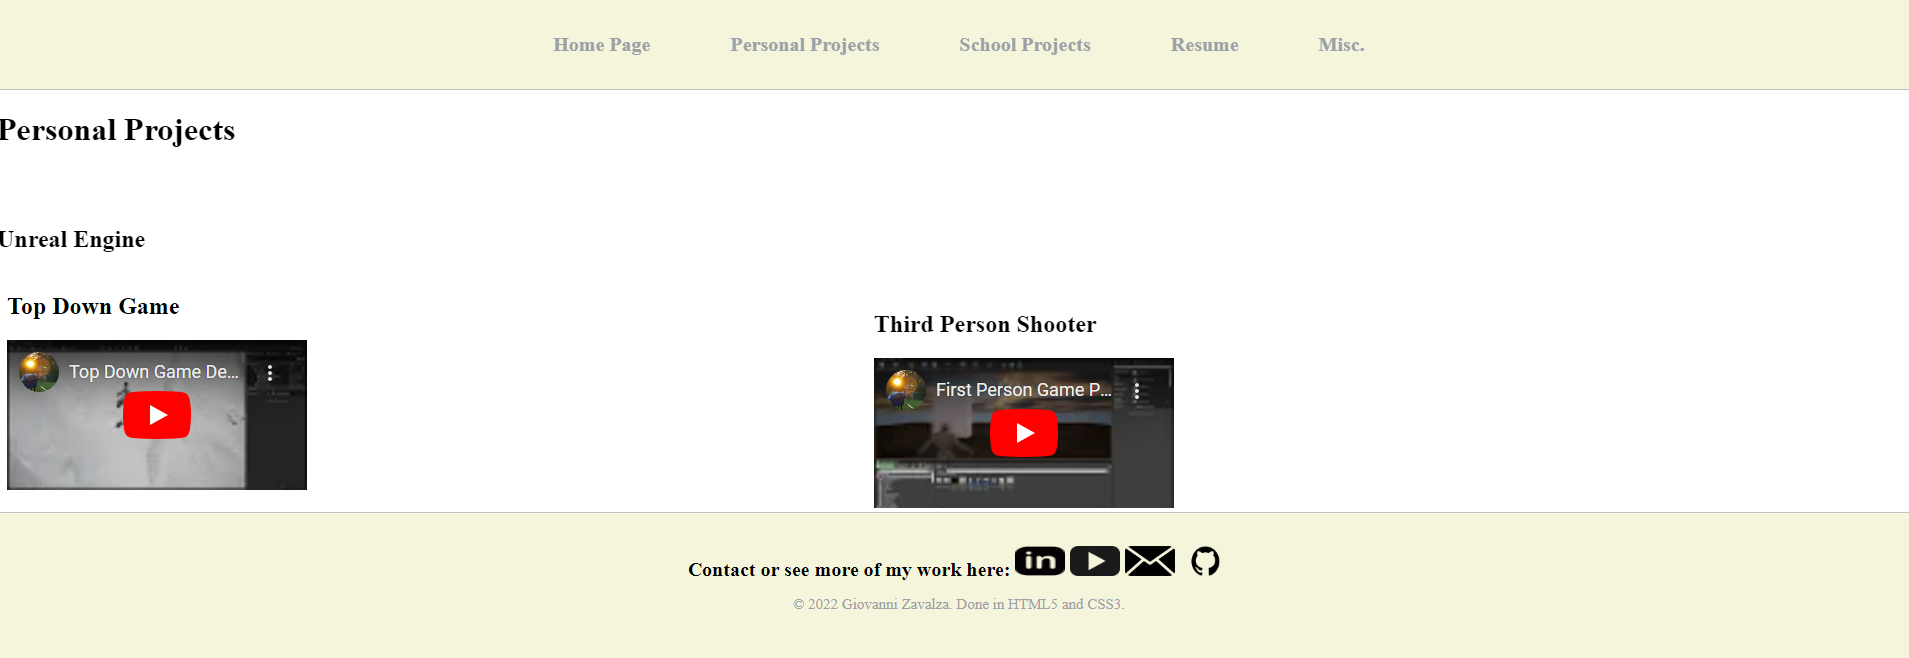 Home Page Personal Projects School Projects Resume Misc.
Personal Projects
Unreal Engine
Top Down Game
Top Down Game De...
Third Person Shooter
First Person Game P...
Contact or see more of my work here: in
© 2022 Giovanni Zavalza. Done in HTML5 and CSS3.